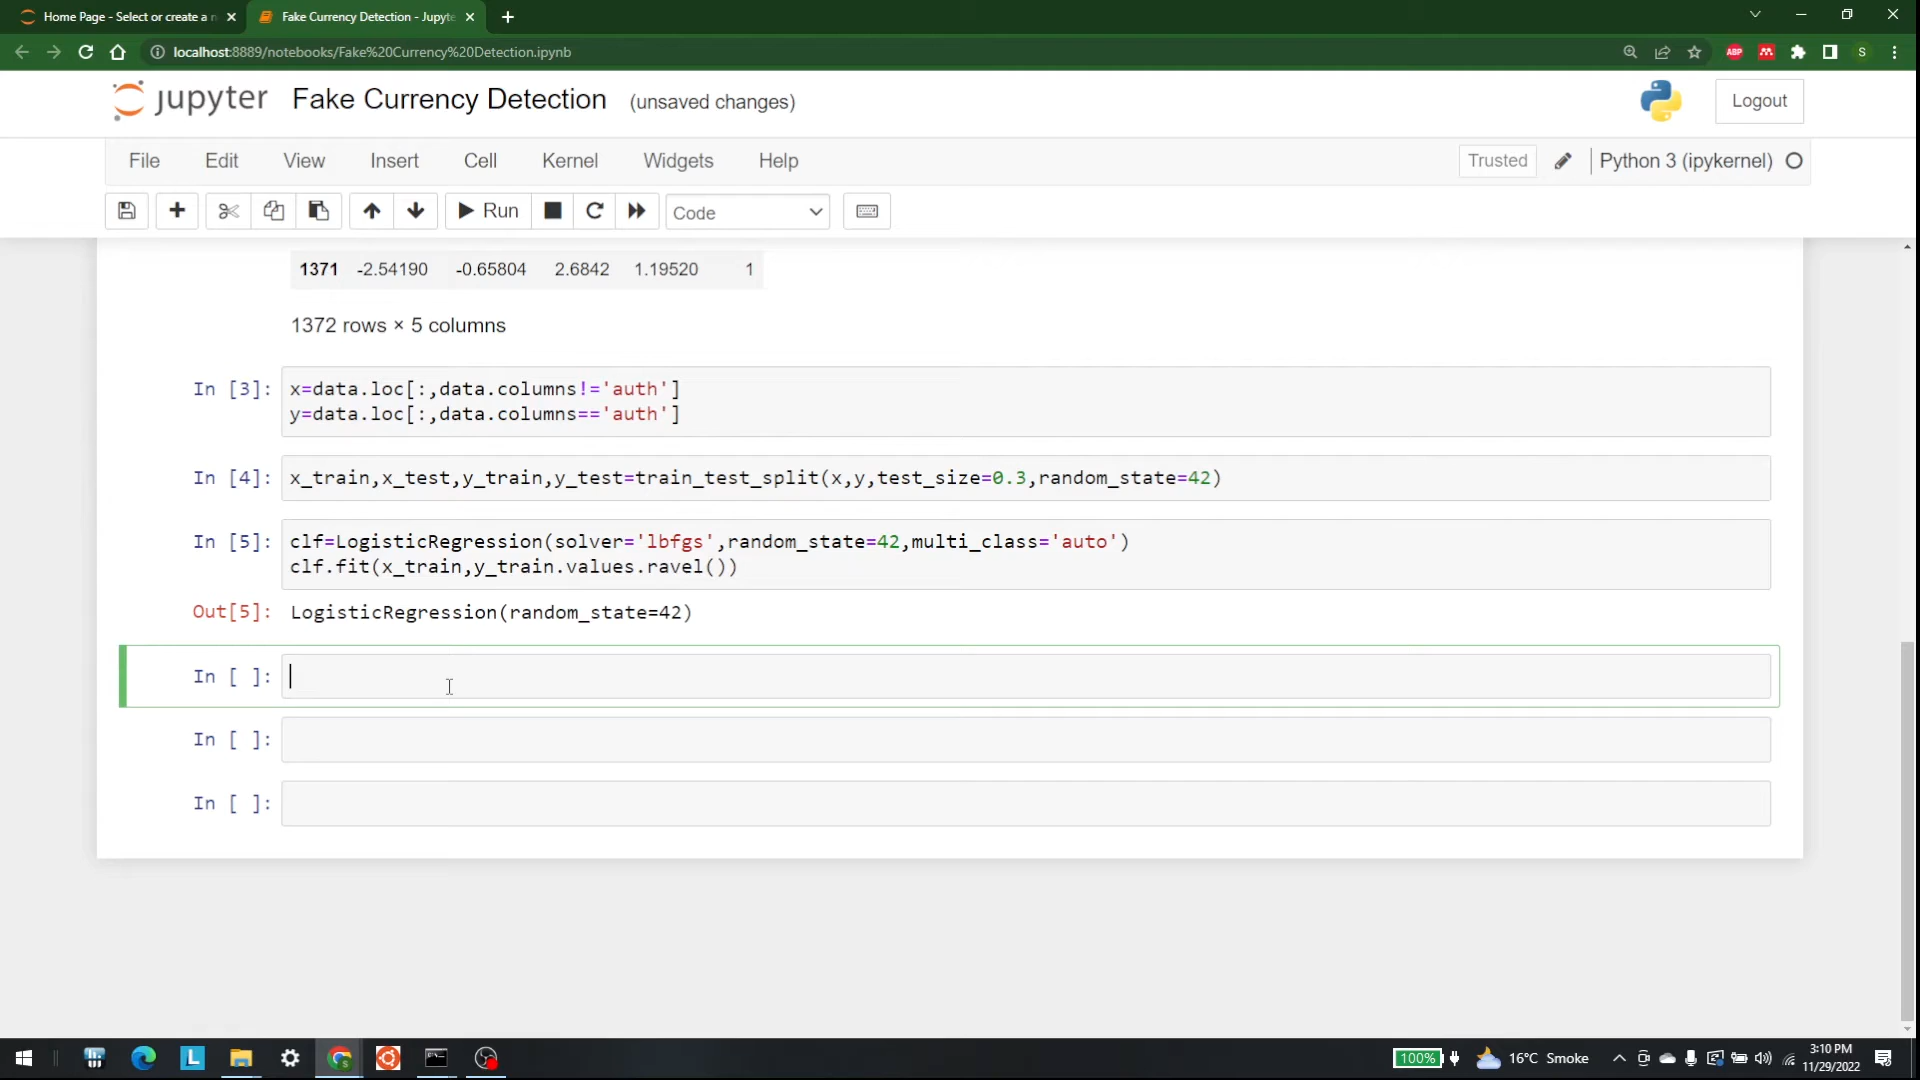 Home Page - Select or create a n
Fake Currency Detection - Jupyte
localhost:8889/notebooks/Fake%20Currency%20Detection.ipynb
ABP
S
jupyter Fake Currency Detection (unsaved changes)
Logout
File Edit View Insert Cell Kernel Widgets Help
Trusted Python 3 (ipykernel)
Run Code
1371 -2.54190 -0.65804 2.6842 1.19520 1
1372 rows × 5 columns
In [3]: x=data.loc[:,data.columns!='auth']
y=data.loc[:,data.columns=='auth']
In [4]: x_train,x_test,y_train,y_test=train_test_split(x,y,test_size=0.3,random_state=42)
In [5]: clf=LogisticRegression(solver='lbfgs',random_state=42,multi_class='auto')
clf.fit(x_train,y_train.values.ravel())
Out[5]: LogisticRegression(random_state=42)
In [ ]:
In [ ]:
In [ ]:
L
100%
16°C Smoke
3:10 PM
11/29/2022